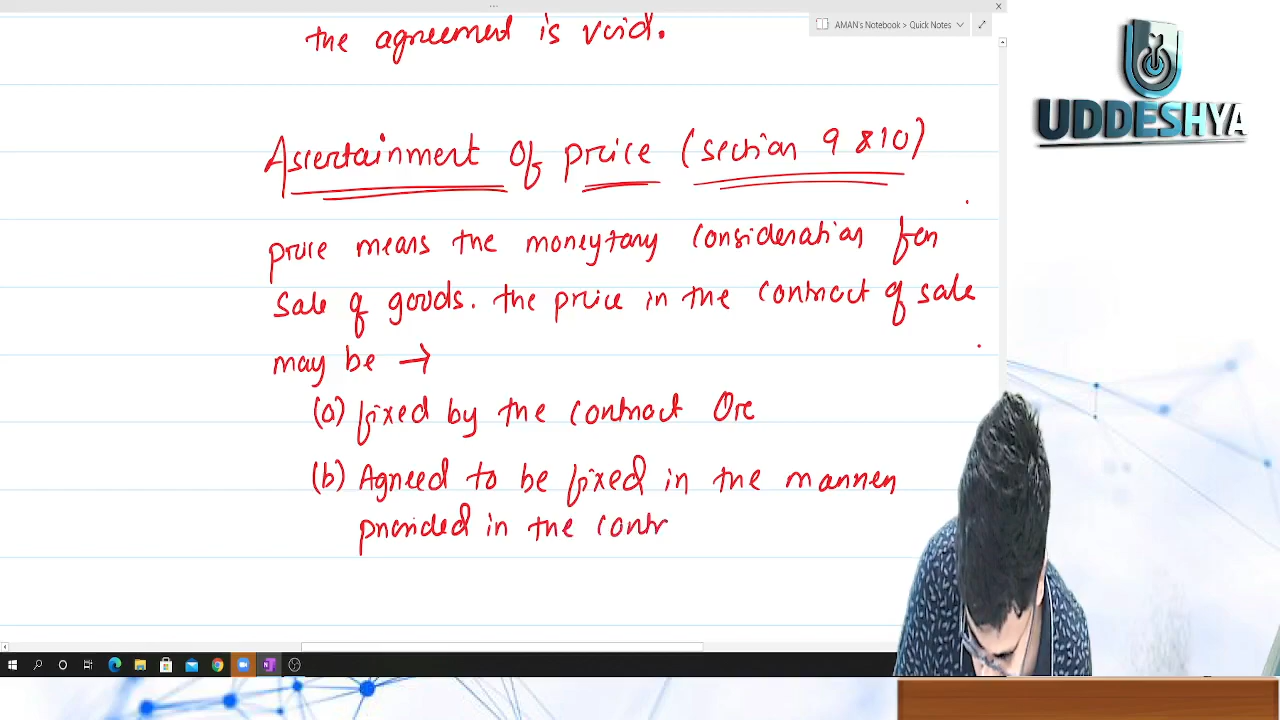 the agreement is void.
AMAN's Notebook > Quick Notes
UDDESHYA
Ascertainment Of price (section 9 & 10)
price means the moneytary consideration for
sale of goods. the price in the contract of sale
may be →
(a) fixed by the contract Or
(b) Agreed to be fixed in the manner
provided in the contr